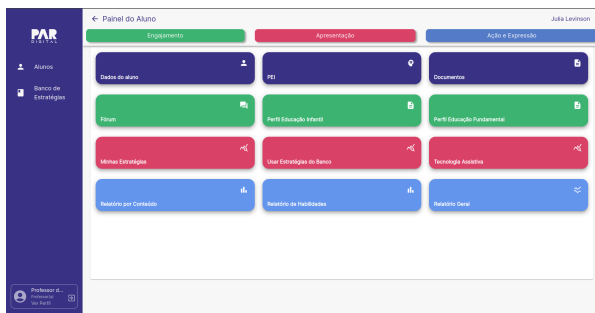 PAR
DIGITAL
Alunos
Banco de
Estratégias
Professor d...
Professor(a)
Ver Perfil
← Painel do Aluno
Julia Levinson
Engajamento
Apresentação
Ação e Expressão
Dados do aluno
PEI
Documentos
Fórum
Perfil Educação Infantil
Perfil Educação Fundamental
Minhas Estratégias
Usar Estratégias do Banco
Tecnologia Assistiva
Relatório por Conteúdo
Relatório de Habilidades
Relatório Geral